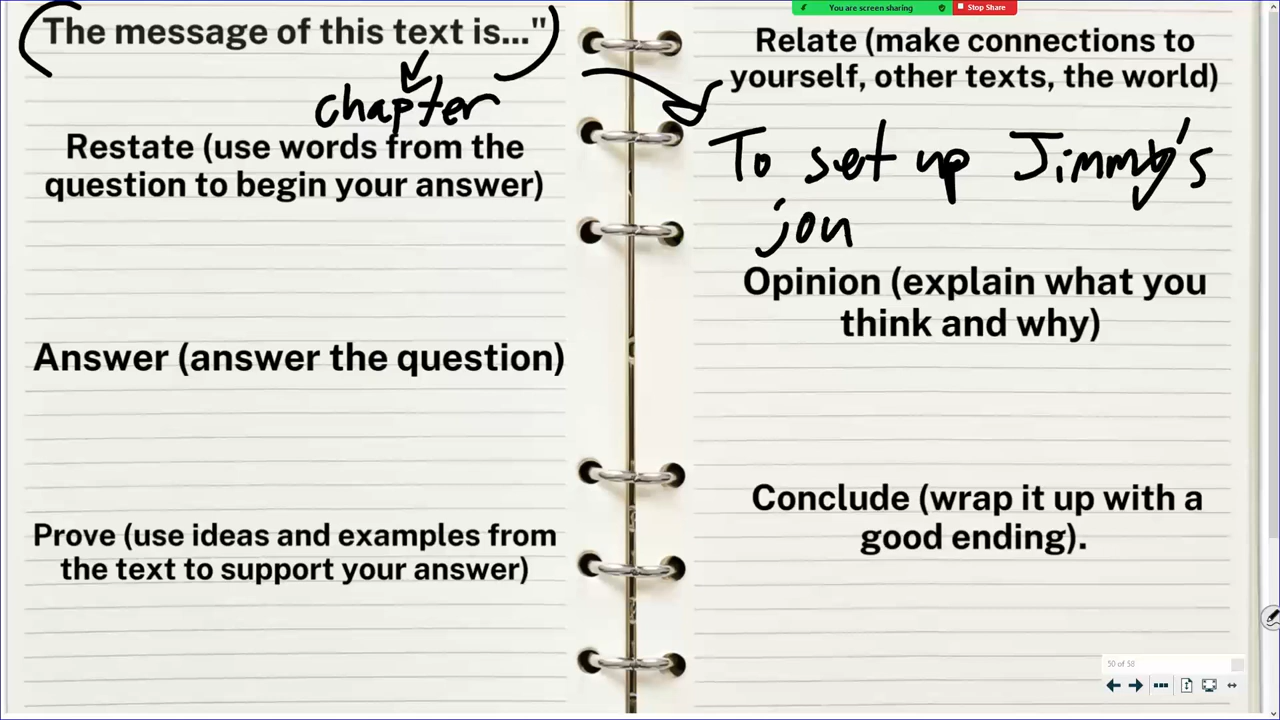 You are screen sharing
Stop Share
The message of this text is..."
chapter
Restate (use words from the
question to begin your answer)
Answer (answer the question)
Prove (use ideas and examples from
the text to support your answer)
Relate (make connections to
yourself, other texts, the world)
To set up Jimmy's
jou
Opinion (explain what you
think and why)
Conclude (wrap it up with a
good ending).
50 of 58